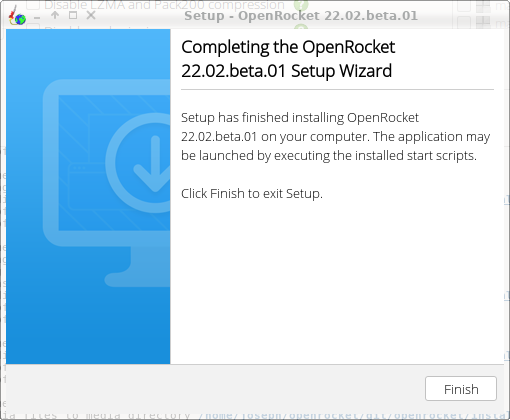 Disable LZMA and Pack200 compression
Setup - OpenRocket 22.02.beta.01
Completing the OpenRocket
22.02.beta.01 Setup Wizard
Setup has finished installing OpenRocket
22.02.beta.01 on your computer. The application may
be launched by executing the installed start scripts.
Click Finish to exit Setup.
Finish
files to media directory /home/joseph/openrocket/git/openrocket/insta